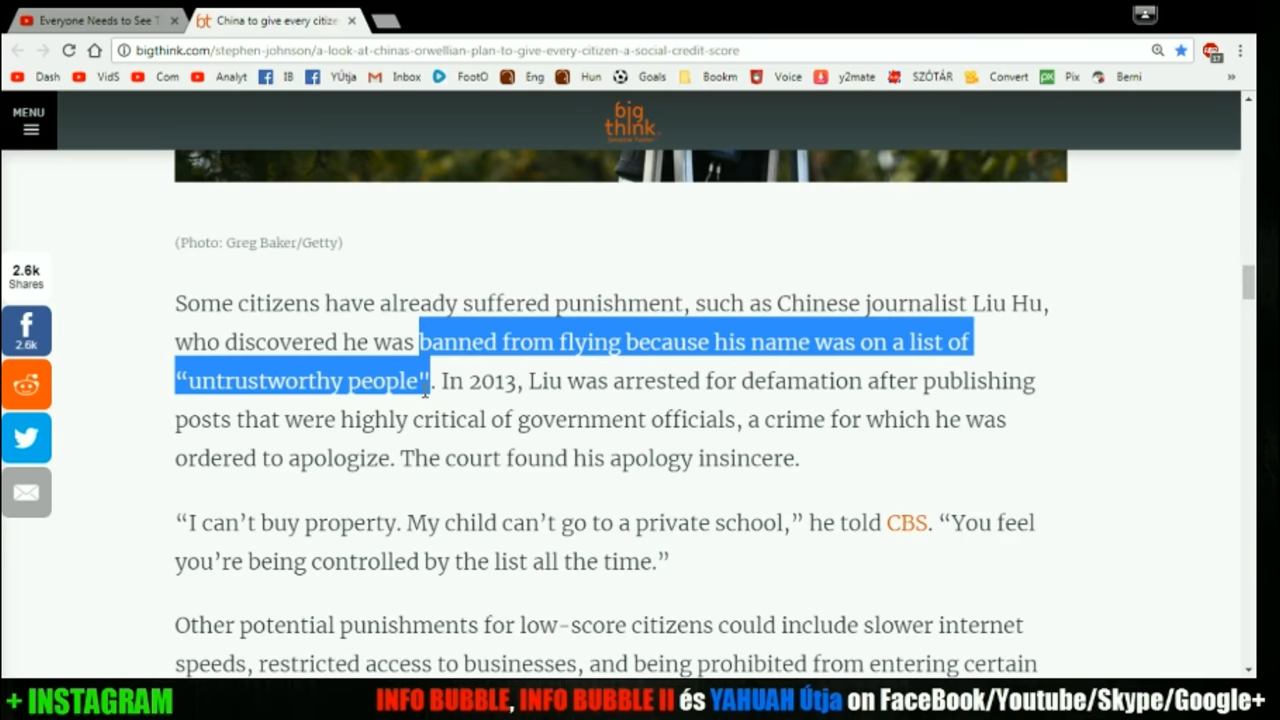 Everyone Needs to See T
China to give every citize
bigthink.com/stephen-johnson/a-look-at-chinas-orwellian-plan-to-give-every-citizen-a-social-credit-score
17
Dash VidS Com Analyt IB YÚtja Inbox FootO Eng Hun Goals Bookm Voice y2mate SZÓTÁR Convert Pix Berni »
MENU
big
think
(Photo: Greg Baker/Getty)
2.6k
Shares
2.6k
Some citizens have already suffered punishment, such as Chinese journalist Liu Hu,
who discovered he was banned from flying because his name was on a list of
“untrustworthy people". In 2013, Liu was arrested for defamation after publishing
posts that were highly critical of government officials, a crime for which he was
ordered to apologize. The court found his apology insincere.
“I can’t buy property. My child can’t go to a private school,” he told CBS. “You feel
you’re being controlled by the list all the time.”
Other potential punishments for low-score citizens could include slower internet
speeds, restricted access to businesses, and being prohibited from entering certain
+ INSTAGRAM INFO BUBBLE, INFO BUBBLE II és YAHUAH Útja on FaceBook/Youtube/Skype/Google+